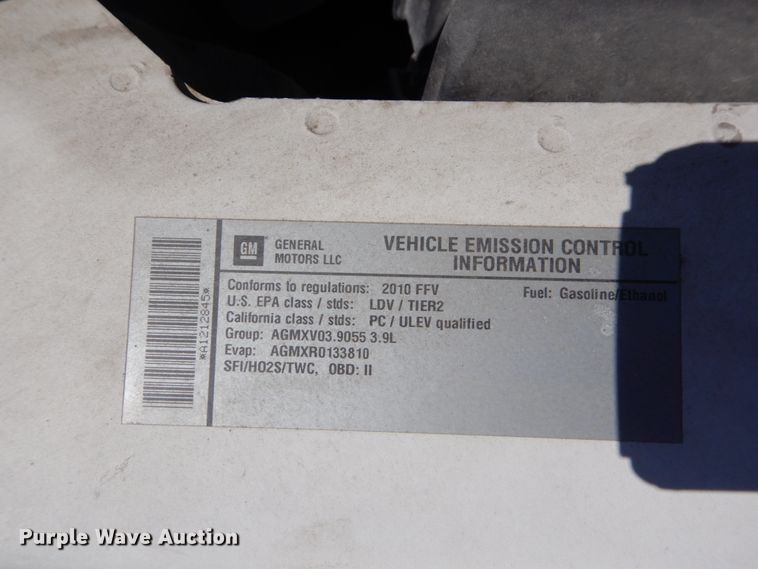 *A1212845*
GM
GENERAL
MOTORS LLC
VEHICLE EMISSION CONTROL
INFORMATION
Conforms to regulations: 2010 FFV
Fuel: Gasoline/Ethanol
U.S. EPA class / stds: LDV / TIER2
California class / stds: PC / ULEV qualified
Group: AGMXV03.9055 3.9L
Evap: AGMXR0133810
SFI/HO2S/TWC, OBD: II
Purple Wave Auction